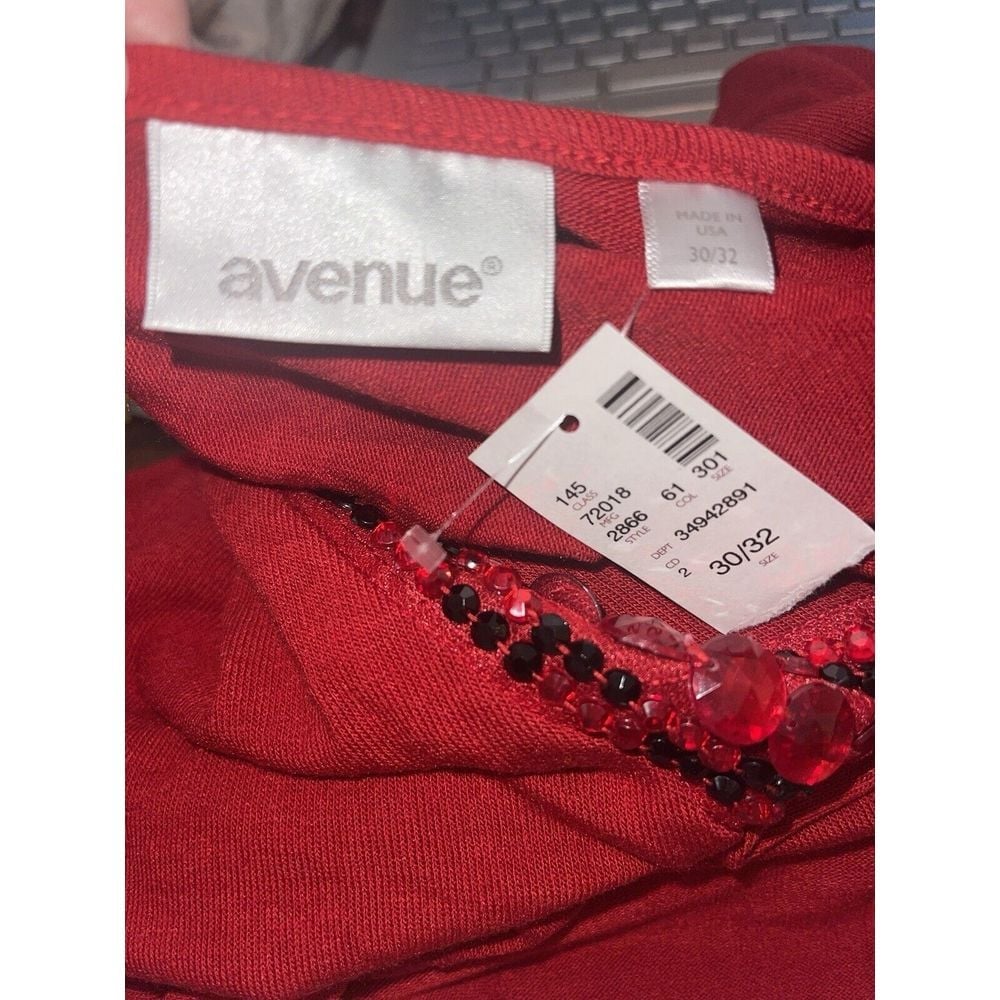 avenue®
MADE IN
USA
30/32
145
CLASS
72018
MFG
2866
STYLE
61
COL
301
SIZE
DEPT 34942891
CD
2
30/32
SIZE